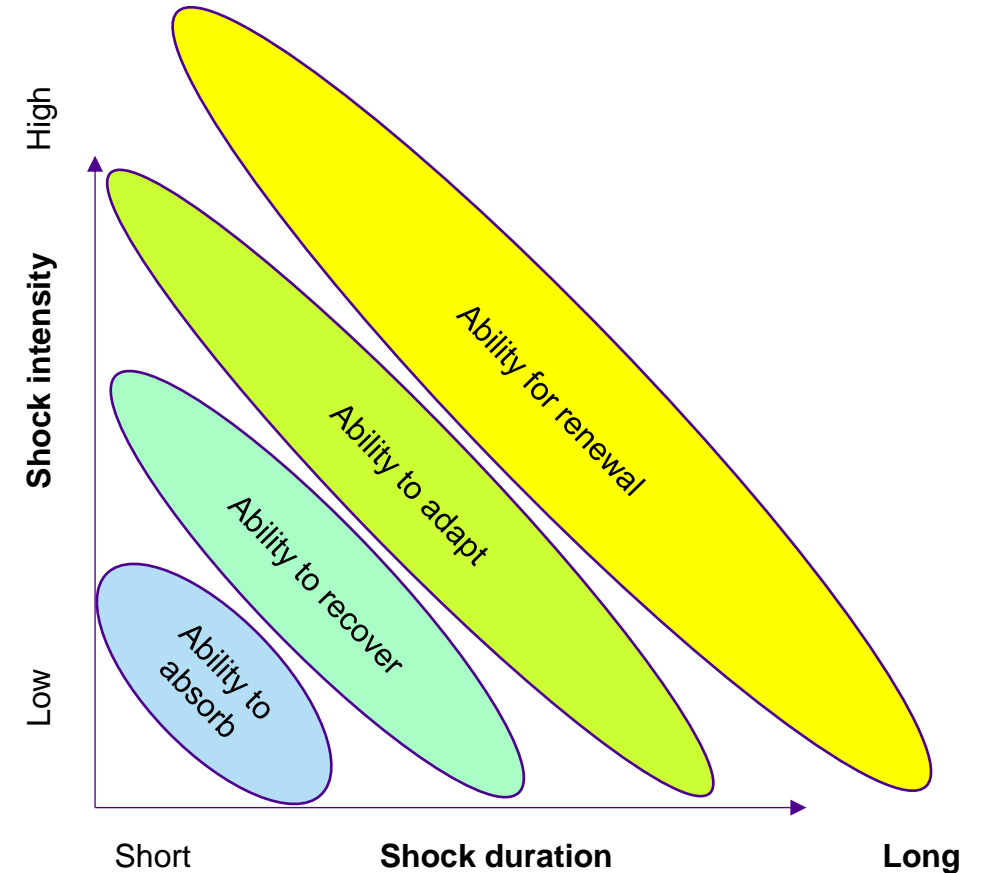 High
Shock intensity
Low
Ability for renewal
Ability to adapt
Ability to recover
Ability to
absorb
Short
Shock duration
Long